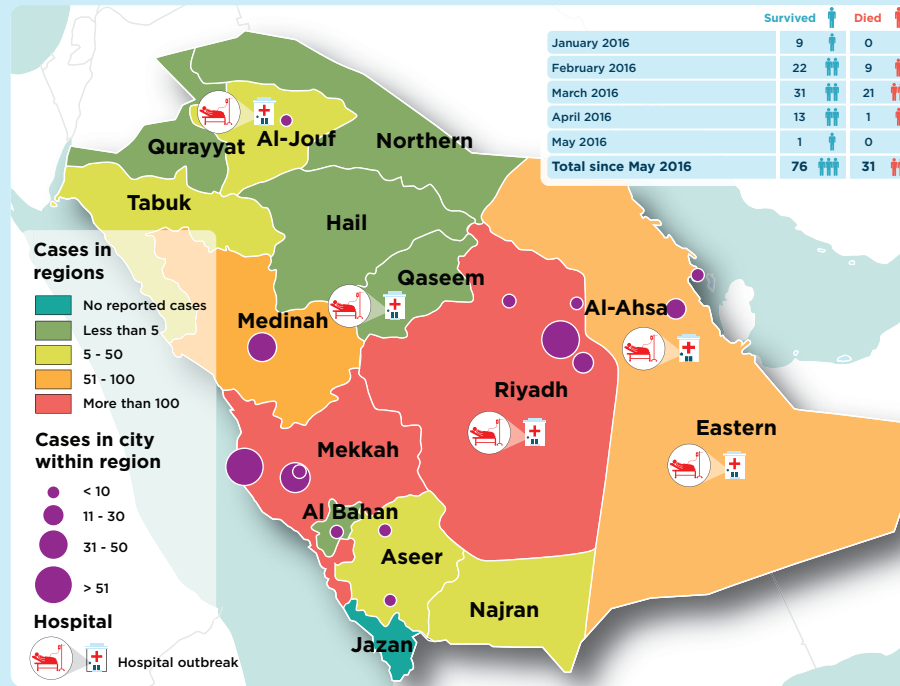 Survived Died
January 2016 9 0
February 2016 22 9
March 2016 31 21
April 2016 13 1
May 2016 1 0
Total since May 2016 76 31
Northern
Al-Jouf
Qurayyat
Tabuk
Hail
Qaseem
Al-Ahsa
Medinah
Riyadh
Eastern
Mekkah
Al Bahan
Aseer
Najran
Jazan
Cases in
regions
No reported cases
Less than 5
5 - 50
51 - 100
More than 100
Cases in city
within region
< 10
11 - 30
31 - 50
> 51
Hospital
Hospital outbreak